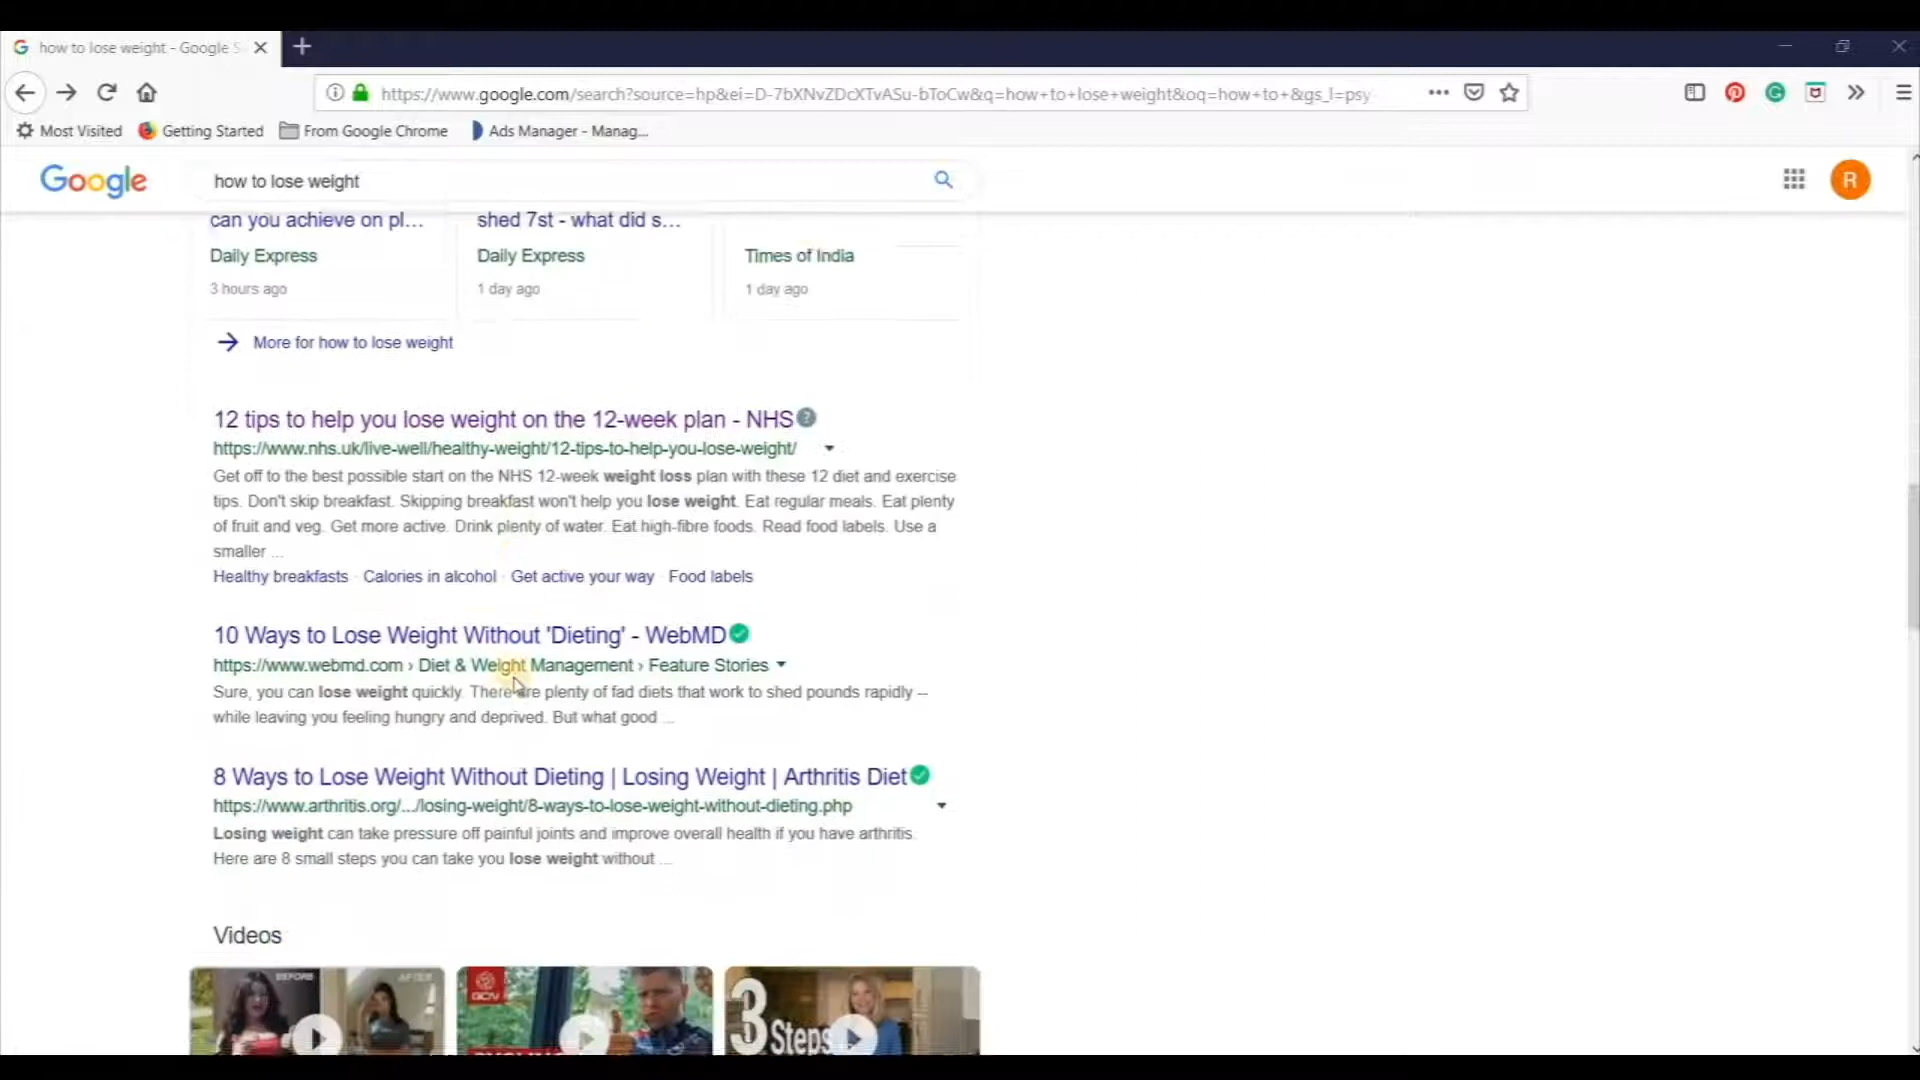 how to lose weight - Google S
https://www.google.com/search?source=hp&ei=D-7bXNvZDcXTvASu-bToCw&q=how+to+lose+weight&oq=how+to+&gs_l=psy
Most Visited Getting Started From Google Chrome Ads Manager - Manag...
Google how to lose weight R
can you achieve on pl... shed 7st - what did s...
Daily Express Daily Express Times of India
3 hours ago 1 day ago 1 day ago
More for how to lose weight
12 tips to help you lose weight on the 12-week plan - NHS
https://www.nhs.uk/live-well/healthy-weight/12-tips-to-help-you-lose-weight/
Get off to the best possible start on the NHS 12-week weight loss plan with these 12 diet and exercise
tips. Don't skip breakfast. Skipping breakfast won't help you lose weight. Eat regular meals. Eat plenty
of fruit and veg. Get more active. Drink plenty of water. Eat high-fibre foods. Read food labels. Use a
smaller ...
Healthy breakfasts · Calories in alcohol · Get active your way · Food labels
10 Ways to Lose Weight Without 'Dieting' - WebMD
https://www.webmd.com › Diet & Weight Management › Feature Stories
Sure, you can lose weight quickly. There are plenty of fad diets that work to shed pounds rapidly --
while leaving you feeling hungry and deprived. But what good ...
8 Ways to Lose Weight Without Dieting | Losing Weight | Arthritis Diet
https://www.arthritis.org/.../losing-weight/8-ways-to-lose-weight-without-dieting.php
Losing weight can take pressure off painful joints and improve overall health if you have arthritis.
Here are 8 small steps you can take you lose weight without ...
Videos
BEFORE AFTER GCN 3 Steps